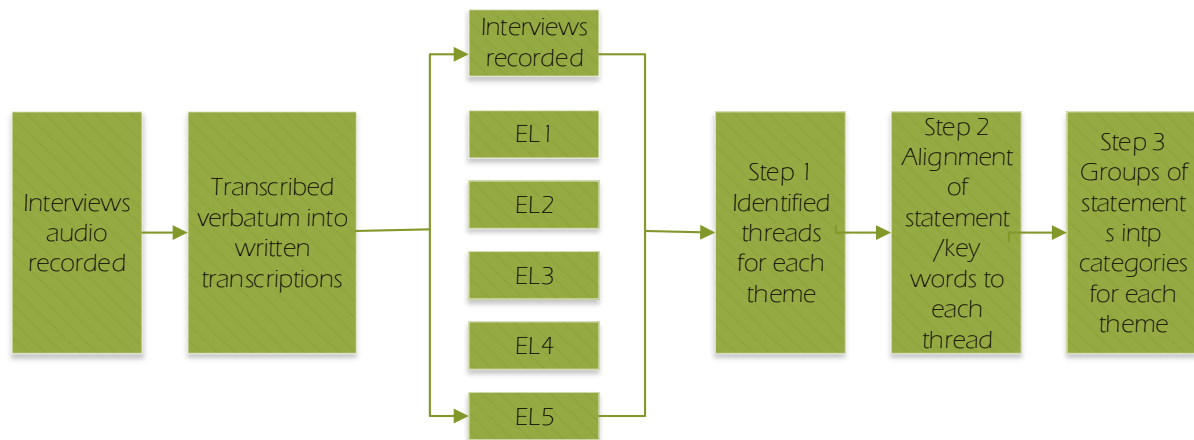 Interviews
audio
recorded
Transcribed
verbatum into
written
transcriptions
Interviews
recorded
EL1
EL2
EL3
EL4
EL5
Step 1
Identified
threads
for each
theme
Step 2
Alignment
of
statement
/key
words to
each
thread
Step 3
Groups of
statement
s intp
categories
for each
theme